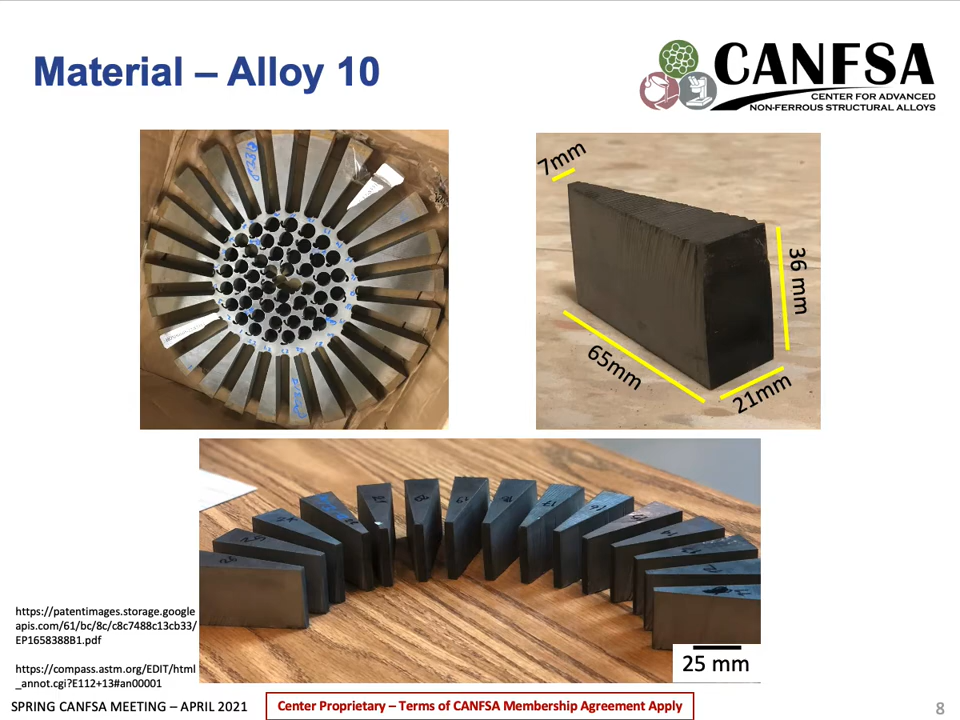 Material – Alloy 10
CANFSA
CENTER FOR ADVANCED
NON-FERROUS STRUCTURAL ALLOYS
7mm
36 mm
65mm
21mm
25 mm
https://patentimages.storage.google
apis.com/61/bc/8c/c8c7488c13cb33/
EP1658388B1.pdf
https://compass.astm.org/EDIT/html
_annot.cgi?E112+13#an00001
SPRING CANFSA MEETING – APRIL 2021
Center Proprietary – Terms of CANFSA Membership Agreement Apply
8